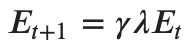 E_{t+1} = γλE_t